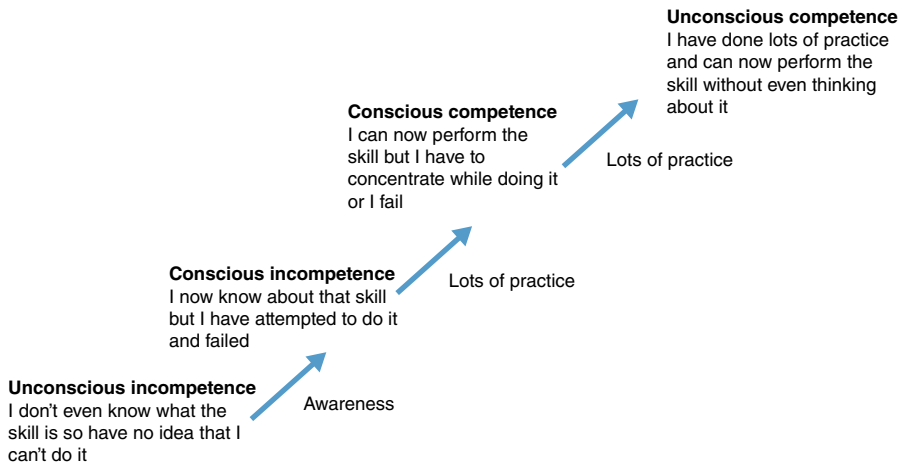 Unconscious competence
I have done lots of practice
and can now perform the
skill without even thinking
about it
Conscious competence
I can now perform the
skill but I have to
concentrate while doing it
or I fail
Lots of practice
Conscious incompetence
I now know about that skill
but I have attempted to do it
and failed
Lots of practice
Unconscious incompetence
I don’t even know what the
skill is so have no idea that I
can’t do it
Awareness